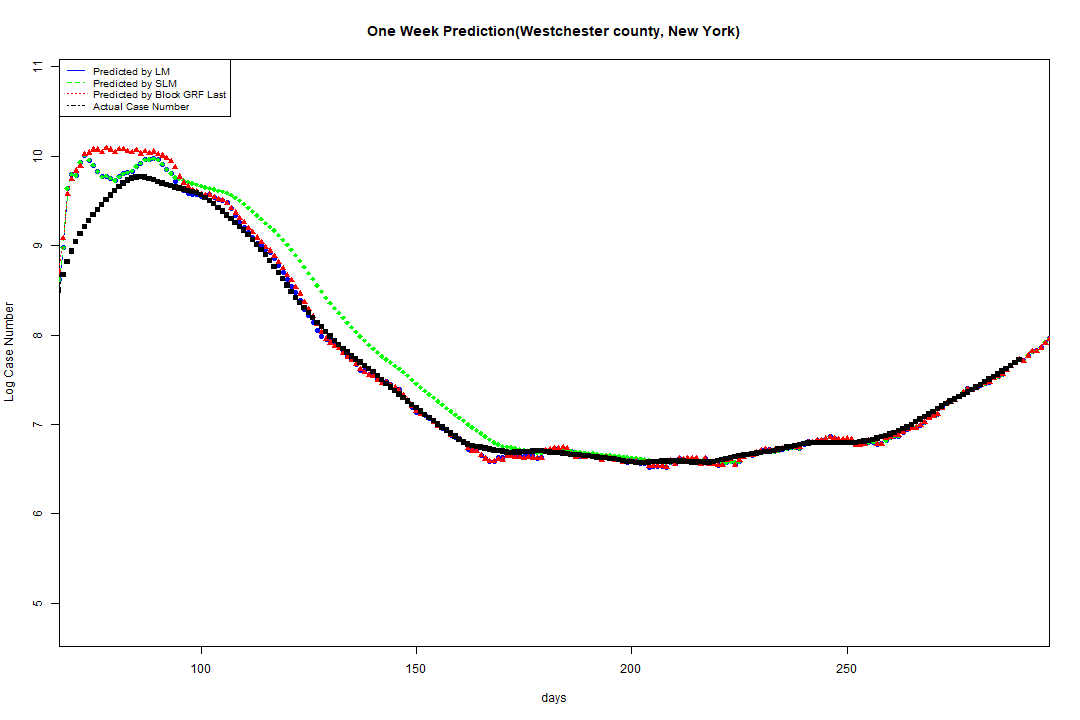 One Week Prediction(Westchester county, New York)
Predicted by LM
Predicted by SLM
Predicted by Block GRF Last
Actual Case Number
11
10
9
8
7
6
5
Log Case Number
100
150
200
250
days